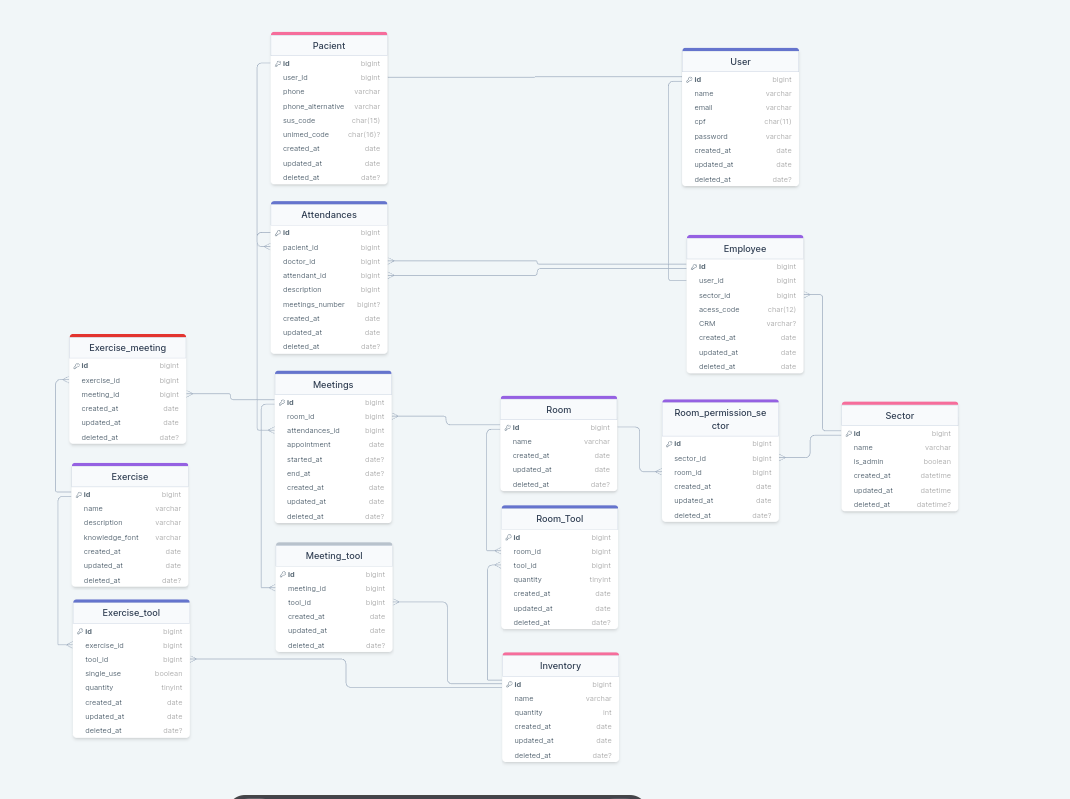 Pacient
id bigint
user_id bigint
phone varchar
phone_alternative varchar
sus_code char(15)
unimed_code char(16)?
created_at date
updated_at date
deleted_at date?
User
id bigint
name varchar
email varchar
cpf char(11)
password varchar
created_at date
updated_at date
deleted_at date?
Attendances
id bigint
pacient_id bigint
doctor_id bigint
attendant_id bigint
description bigint
meetings_number bigint?
created_at date
updated_at date
deleted_at date?
Employee
id bigint
user_id bigint
sector_id bigint
acess_code char(12)
CRM varchar?
created_at date
updated_at date
deleted_at date
Exercise_meeting
id bigint
exercise_id bigint
meeting_id bigint
created_at date
updated_at date
deleted_at date?
Meetings
id bigint
room_id bigint
attendances_id bigint
appointment date
started_at date?
end_at date?
created_at date
updated_at date
deleted_at date?
Room
id bigint
name varchar
created_at date
updated_at date
deleted_at date?
Room_permission_se
ctor
id bigint
sector_id bigint
room_id bigint
created_at date
updated_at date
deleted_at date?
Sector
id bigint
name varchar
is_admin boolean
created_at datetime
updated_at datetime
deleted_at datetime?
Exercise
id bigint
name varchar
description varchar
knowledge_font varchar
created_at date
updated_at date
deleted_at date?
Room_Tool
id bigint
room_id bigint
tool_id bigint
quantity tinyint
created_at date
updated_at date
deleted_at date?
Meeting_tool
id bigint
meeting_id bigint
tool_id bigint
created_at date
updated_at date
deleted_at date?
Exercise_tool
id bigint
exercise_id bigint
tool_id bigint
single_use boolean
quantity tinyint
created_at date
updated_at date
deleted_at date?
Inventory
id bigint
name varchar
quantity int
created_at date
updated_at date
deleted_at date?